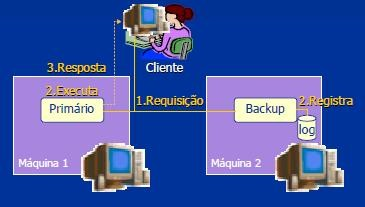 3.Resposta
Cliente
2.Executa
Primário
1.Requisição
Backup
2.Registra
log
Máquina 1
Máquina 2